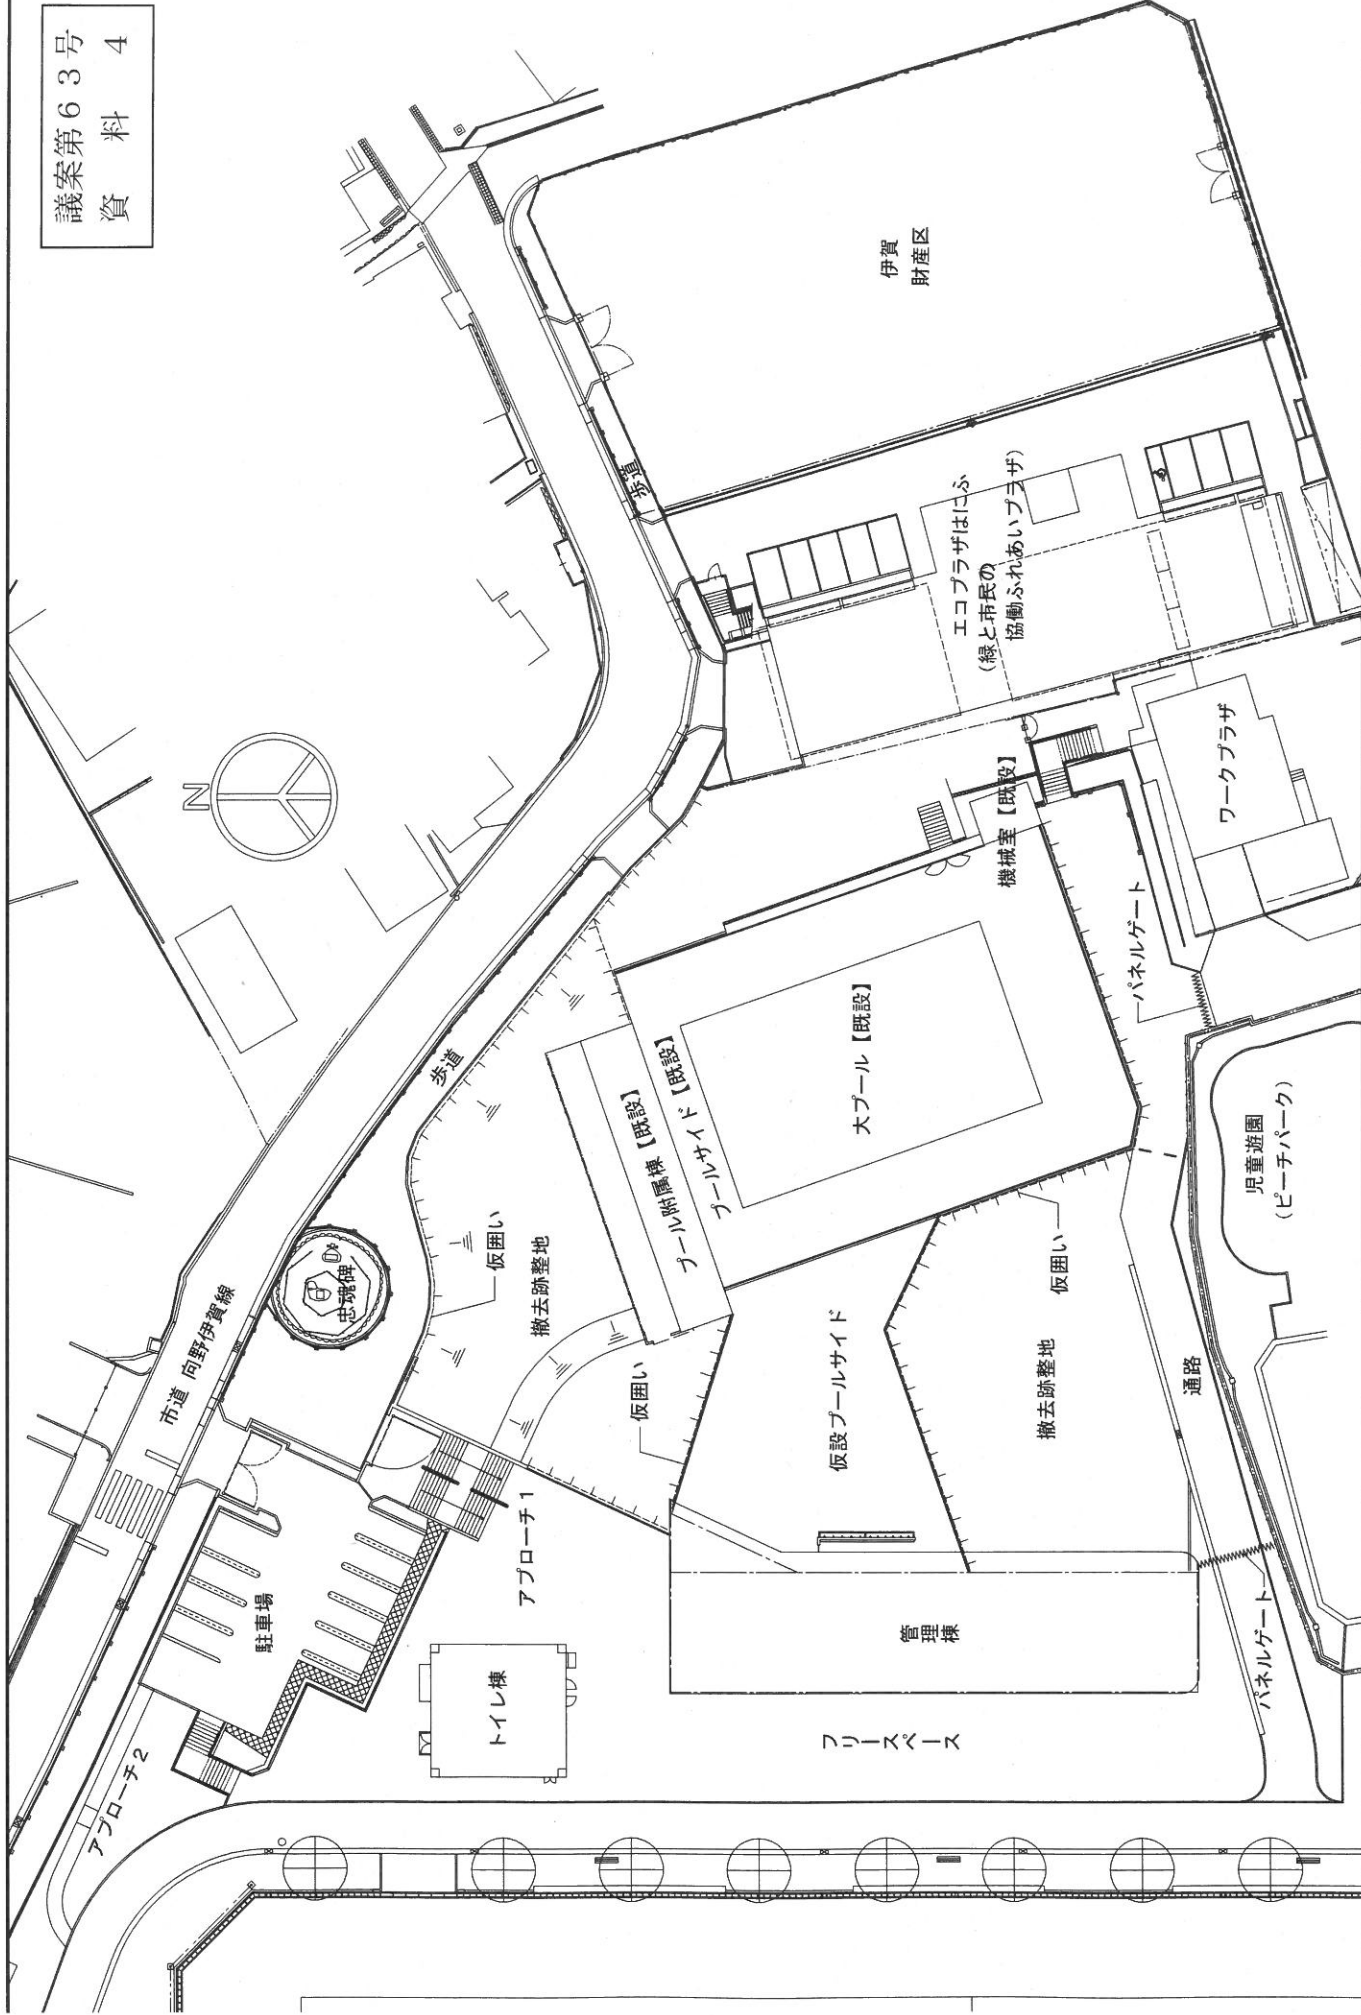 議案第６３号
資　料　４
N
市道 向野伊賀線
歩道
歩道
忠魂碑
駐車場
アプローチ２
アプローチ１
トイレ棟
フリースペース
管理棟
仮囲い
撤去跡整地
仮囲い
プール附属棟【既設】
プールサイド【既設】
大プール【既設】
機械室【既設】
仮設プールサイド
撤去跡整地
仮囲い
通路
パネルゲート
パネルゲート
児童遊園
（ピーチパーク）
ワークプラザ
エコプラザはにふ
（緑と市民の
協働ふれあいプラザ）
伊賀
財産区